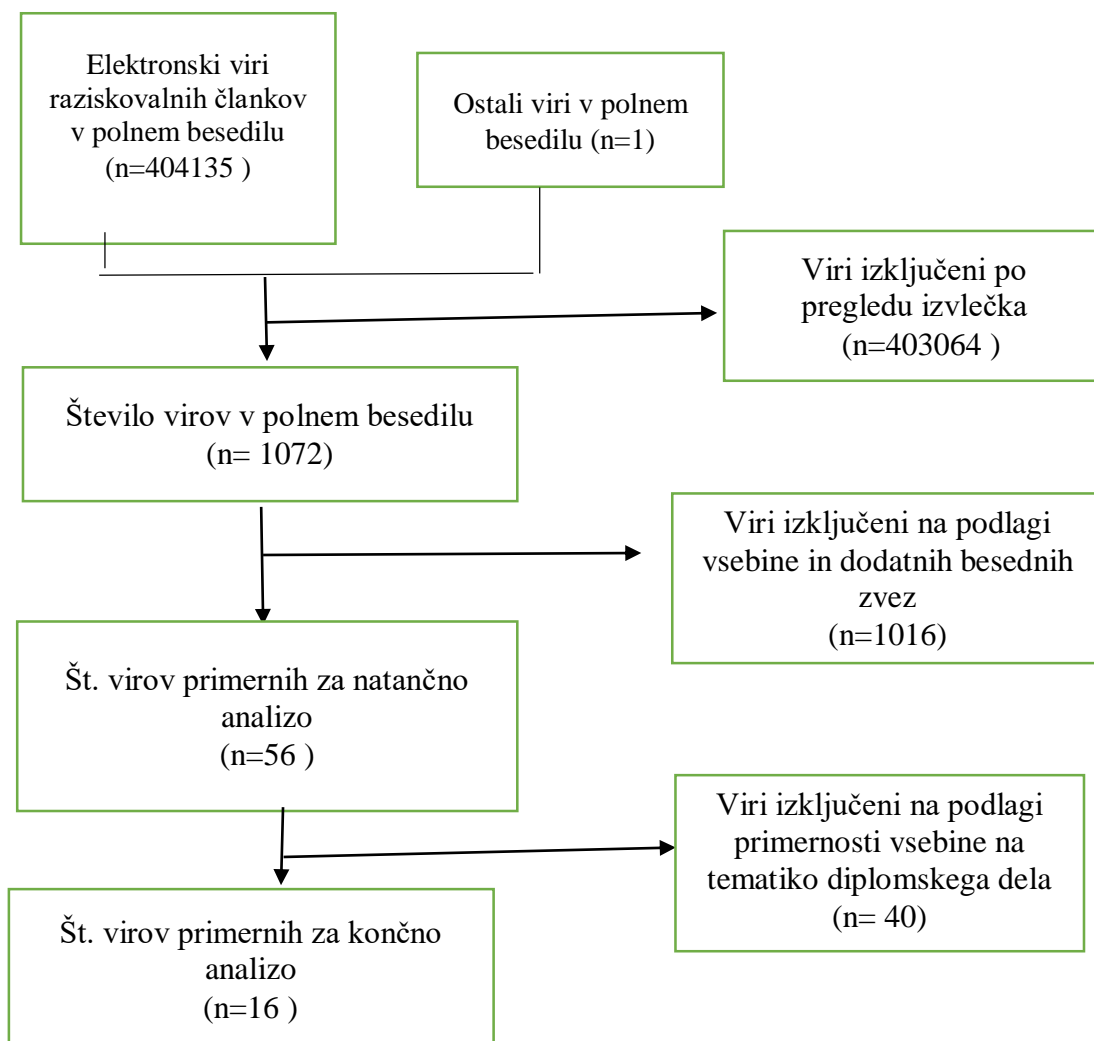 Elektronski viri
raziskovalnih člankov
v polnem besedilu
(n=404135 )
Ostali viri v polnem
besedilu (n=1)
Viri izključeni po
pregledu izvlečka
(n=403064 )
Število virov v polnem besedilu
(n= 1072)
Viri izključeni na podlagi
vsebine in dodatnih besednih
zvez
(n=1016)
Št. virov primernih za natančno
analizo
(n=56 )
Viri izključeni na podlagi
primernosti vsebine na
tematiko diplomskega dela
(n= 40)
Št. virov primernih za končno
analizo
(n=16 )